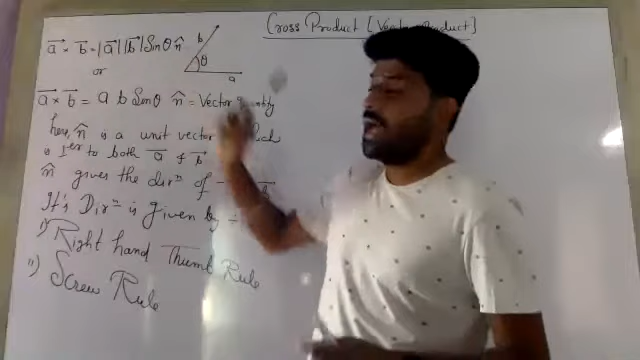 Cross Product [Vector Product]
a⃗ × b⃗ = |a⃗| |b⃗| Sinθ n̂
b
θ
a
or
a⃗ × b⃗ = a b Sinθ n̂ = Vector
here, n̂ is a unit vector
is ⊥er to both a⃗ & b⃗
n̂ gives the dirⁿ of
It's Dirⁿ is given by :-
i) Right hand Thumb Rule
ii) Screw Rule